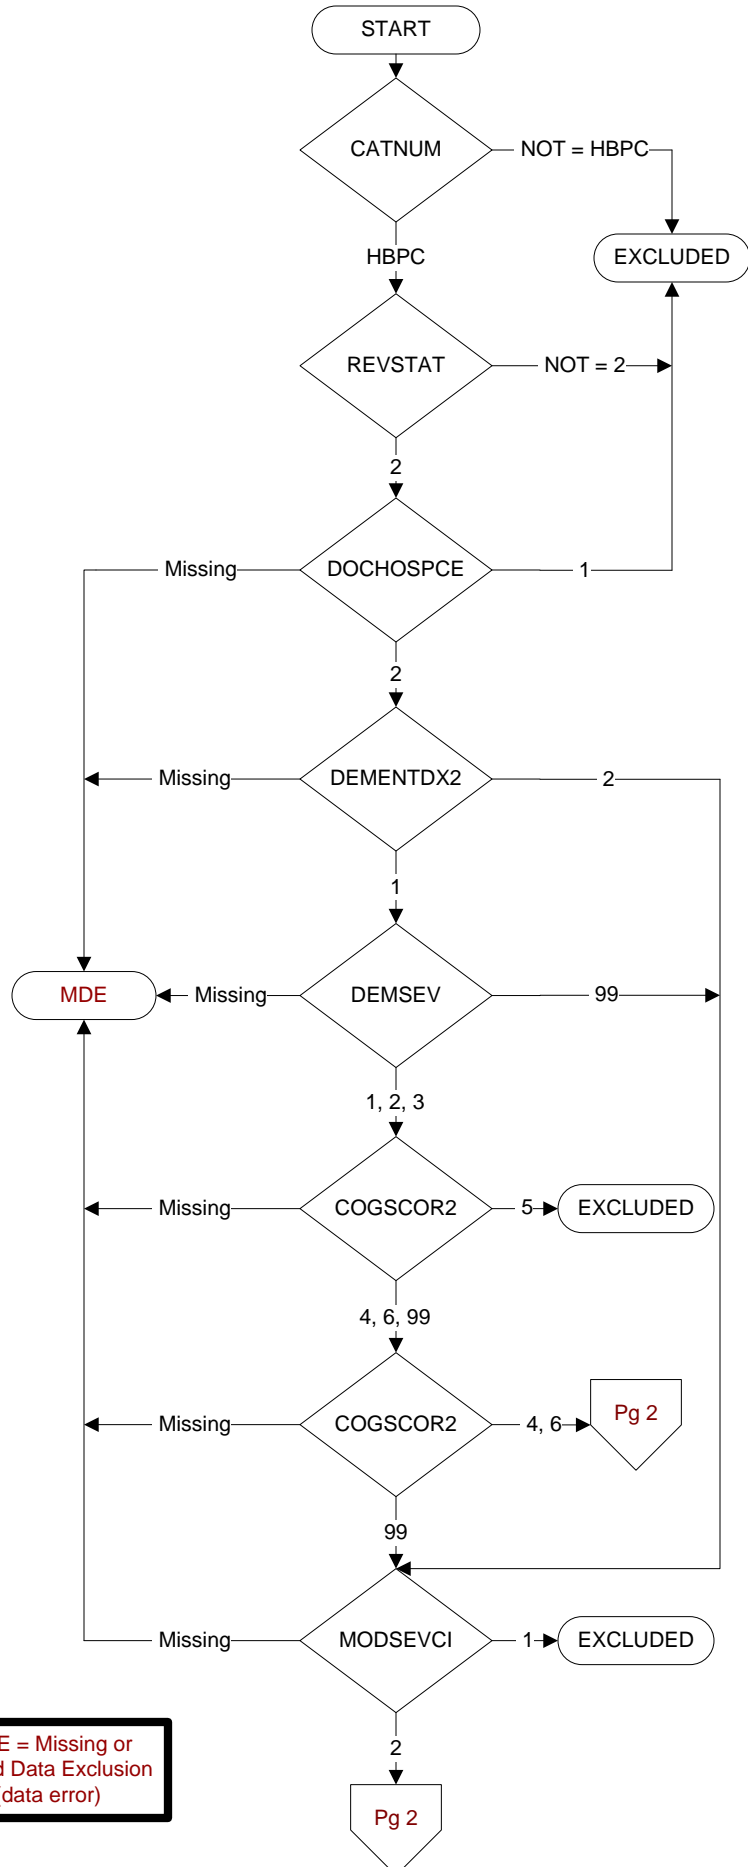 START
CATNUM
NOT = HBPC
HBPC
EXCLUDED
REVSTAT
NOT = 2
2
Missing
DOCHOSPCE
1
2
Missing
DEMENTDX2
2
1
MDE
Missing
DEMSEV
99
1, 2, 3
Missing
COGSCOR2
5
EXCLUDED
4, 6, 99
Missing
COGSCOR2
4, 6
Pg 2
99
Missing
MODSEVCI
1
EXCLUDED
E = Missing or
d Data Exclusion
(data error)
2
Pg 2